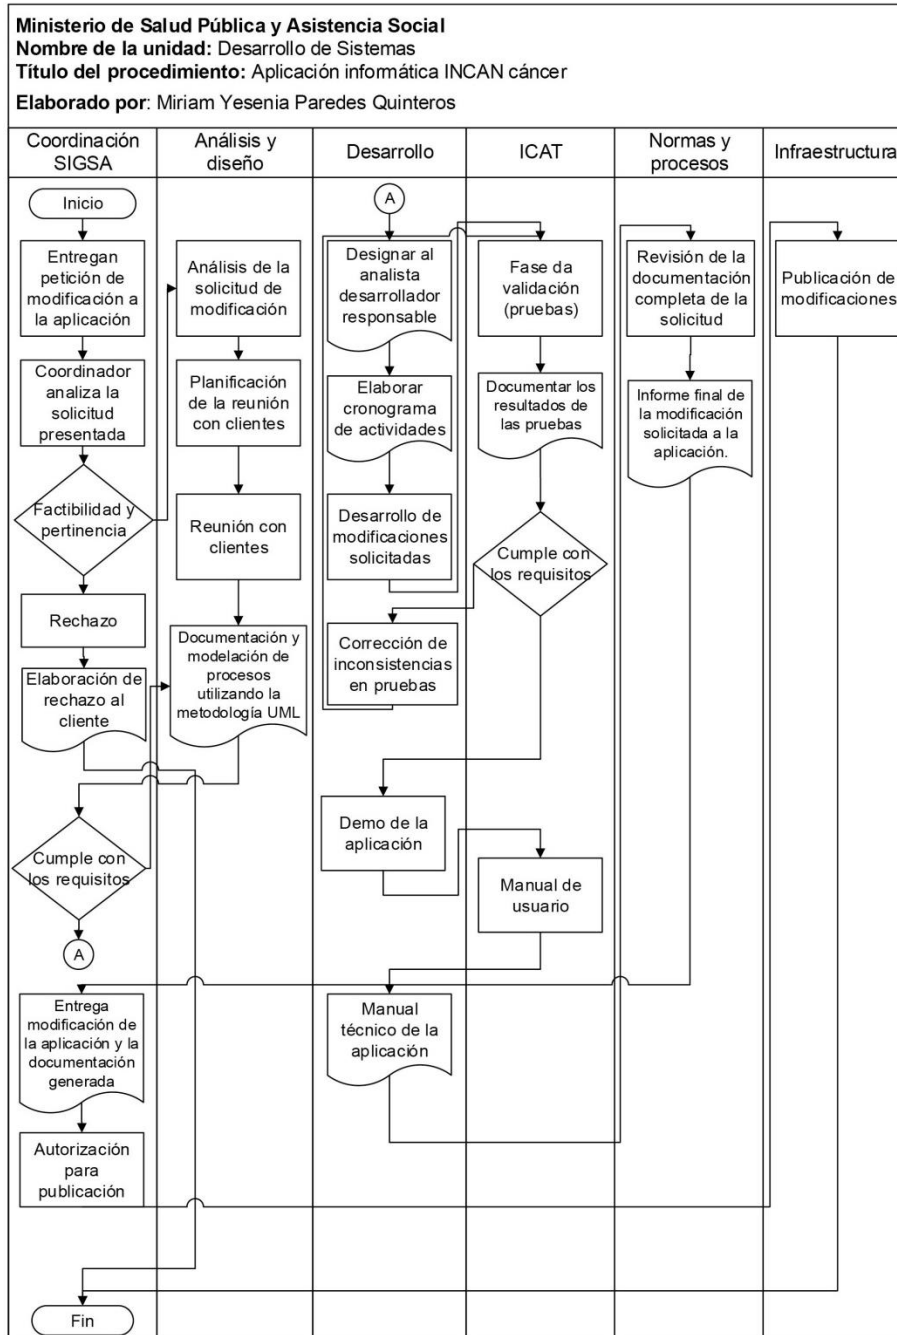 Ministerio de Salud Pública y Asistencia Social
Nombre de la unidad: Desarrollo de Sistemas
Título del procedimiento: Aplicación informática INCAN cáncer
Elaborado por: Miriam Yesenia Paredes Quinteros
Coordinación
SIGSA
Análisis y
diseño
Desarrollo
ICAT
Normas y
procesos
Infraestructura
Inicio
Entregan
petición de
modificación a
la aplicación
Coordinador
analiza la
solicitud
presentada
Factibilidad y
pertinencia
Rechazo
Elaboración de
rechazo al
cliente
Cumple con
los requisitos
A
Entrega
modificación de
la aplicación y la
documentación
generada
Autorización
para
publicación
Fin
Análisis de la
solicitud de
modificación
Planificación
de la reunión
con clientes
Reunión con
clientes
Documentación y
modelación de
procesos
utilizando la
metodología UML
A
Designar al
analista
desarrollador
responsable
Elaborar
cronograma
de actividades
Desarrollo de
modificaciones
solicitadas
Corrección de
inconsistencias
en pruebas
Demo de la
aplicación
Manual
técnico de la
aplicación
Fase da
validación
(pruebas)
Documentar los
resultados de
las pruebas
Cumple con
los requisitos
Manual de
usuario
Revisión de la
documentación
completa de la
solicitud
Informe final de
la modificación
solicitada a la
aplicación.
Publicación de
modificaciones